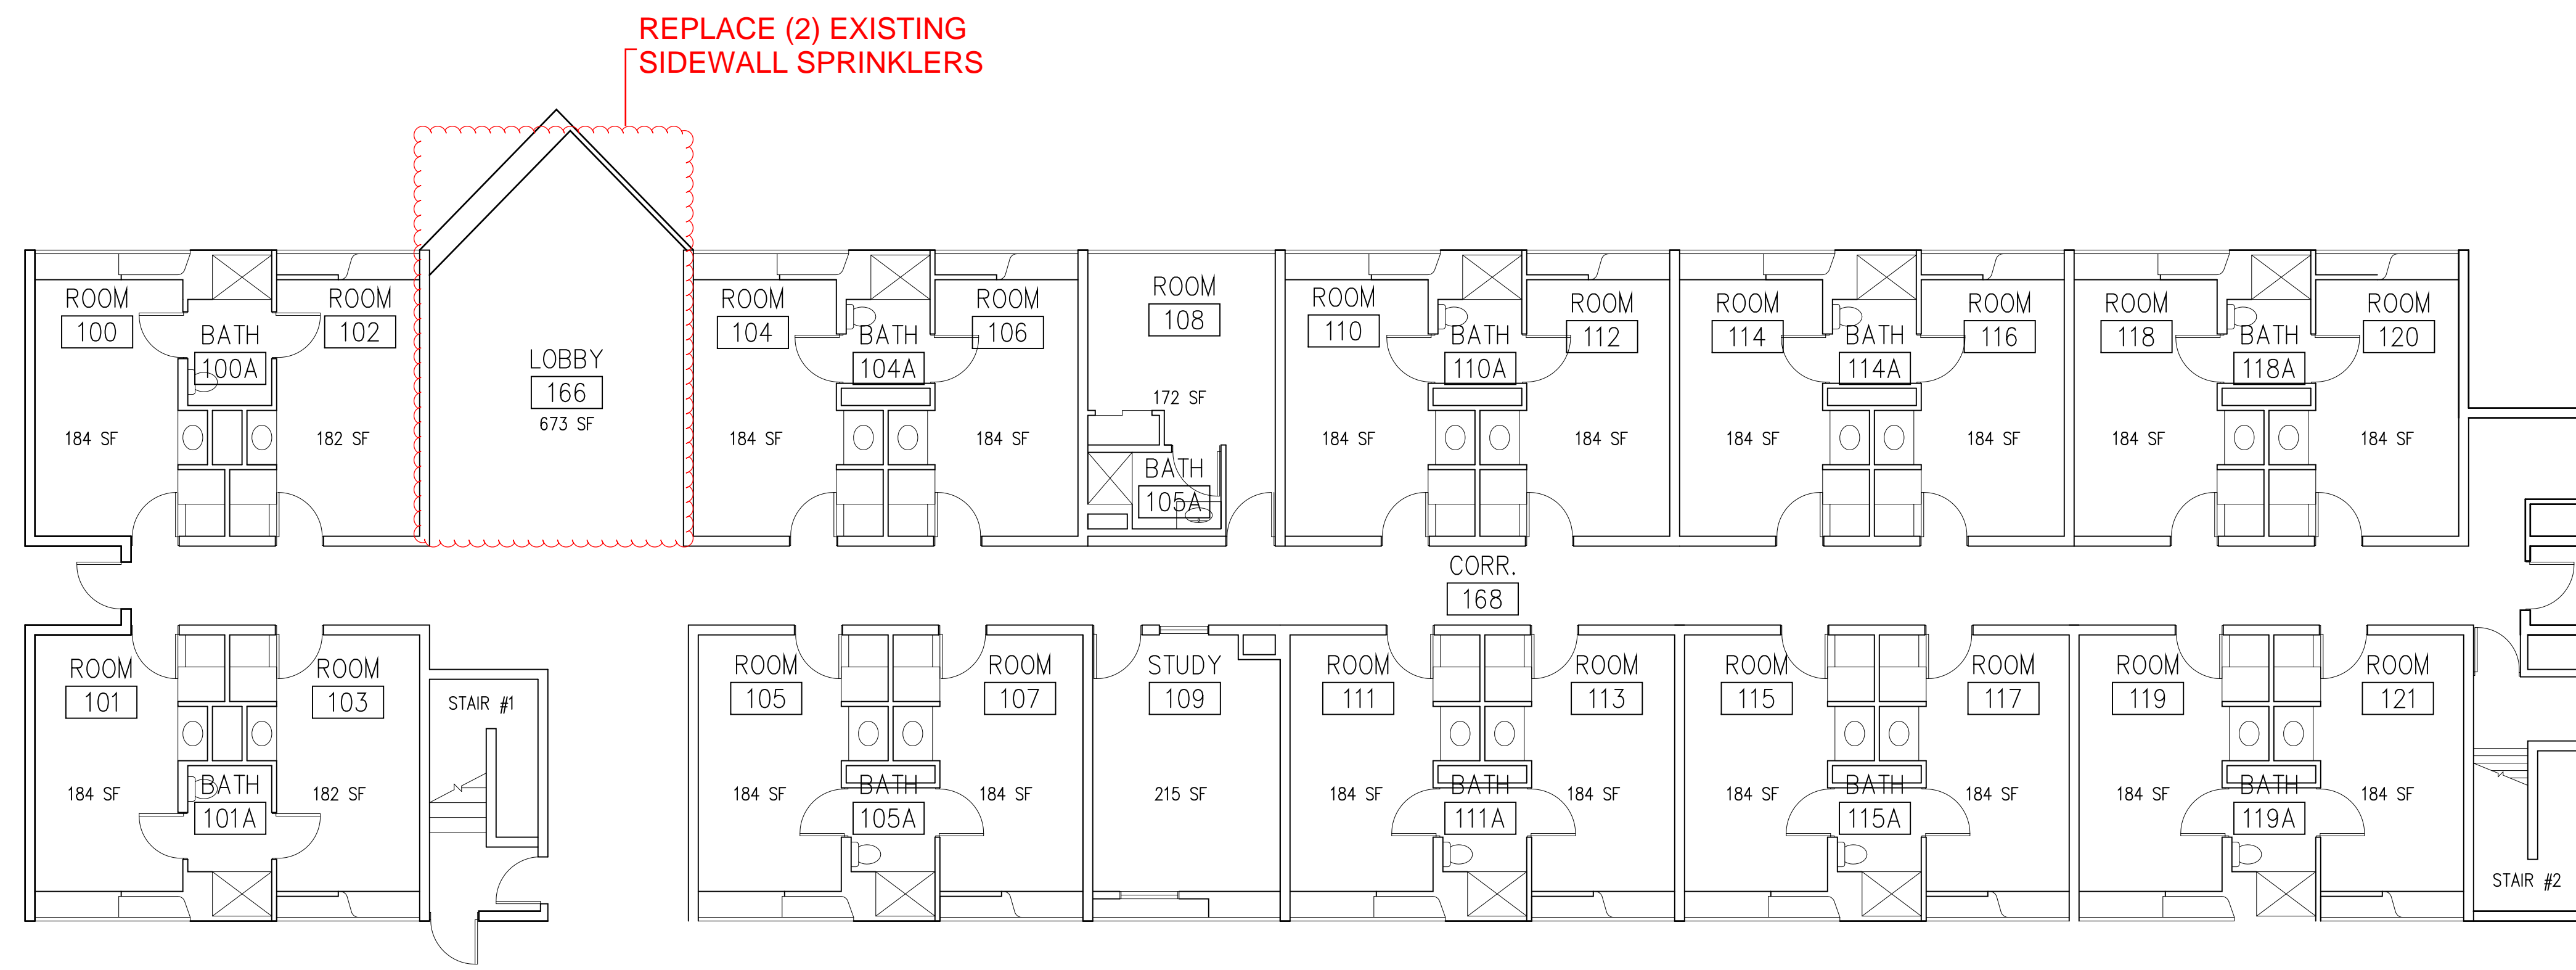 REPLACE (2) EXISTING
SIDEWALL SPRINKLERS
ROOM
100
184 SF
BATH
100A
ROOM
102
182 SF
LOBBY
166
673 SF
ROOM
104
184 SF
BATH
104A
ROOM
106
184 SF
ROOM
108
172 SF
BATH
105A
ROOM
110
184 SF
BATH
110A
ROOM
112
184 SF
ROOM
114
184 SF
BATH
114A
ROOM
116
184 SF
ROOM
118
184 SF
BATH
118A
ROOM
120
184 SF
CORR.
168
ROOM
101
184 SF
BATH
101A
ROOM
103
182 SF
STAIR #1
ROOM
105
184 SF
BATH
105A
ROOM
107
184 SF
STUDY
109
215 SF
ROOM
111
184 SF
BATH
111A
ROOM
113
184 SF
ROOM
115
184 SF
BATH
115A
ROOM
117
184 SF
ROOM
119
184 SF
BATH
119A
ROOM
121
184 SF
STAIR #2